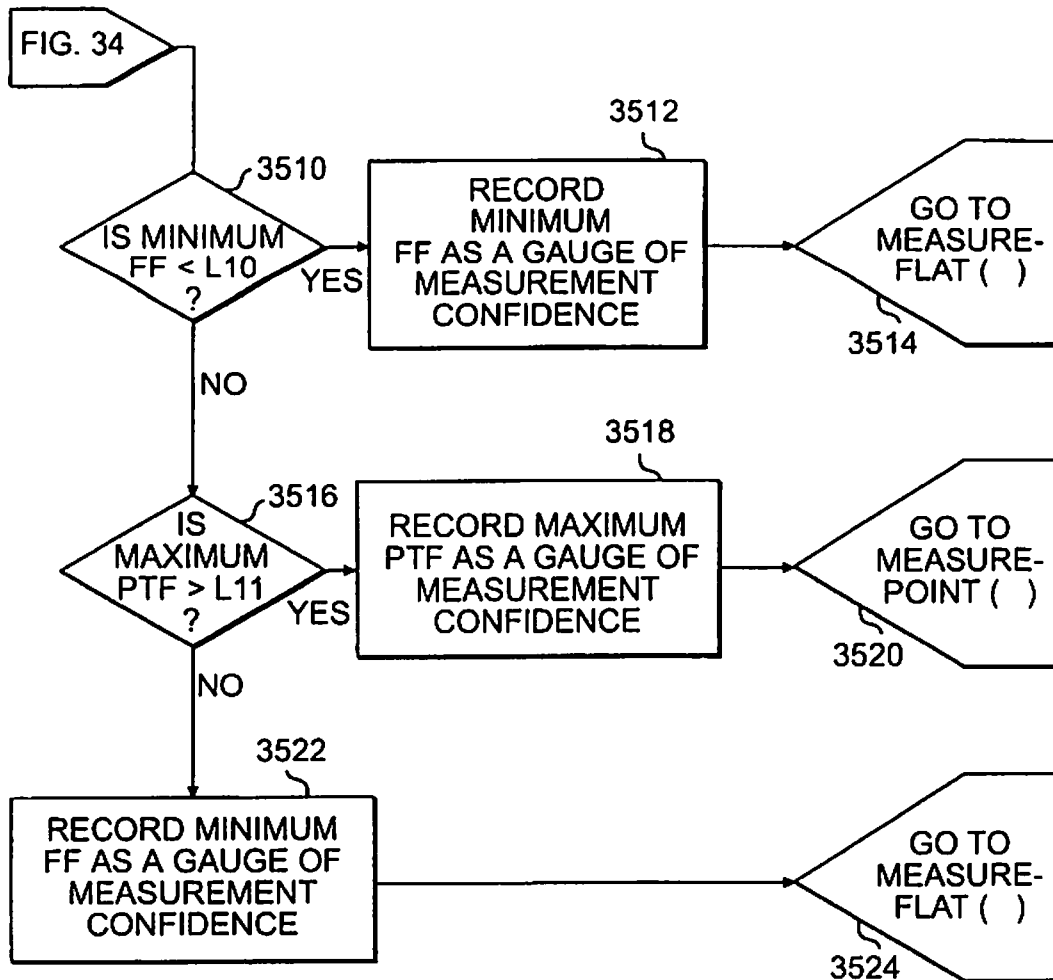 FIG. 34
3510
IS MINIMUM
FF < L10
?
YES
NO
3512
RECORD
MINIMUM
FF AS A GAUGE OF
MEASUREMENT
CONFIDENCE
GO TO
MEASURE-
FLAT ( )
3514
3516
IS
MAXIMUM
PTF > L11
?
YES
NO
3518
RECORD MAXIMUM
PTF AS A GAUGE OF
MEASUREMENT
CONFIDENCE
GO TO
MEASURE-
POINT ( )
3520
3522
RECORD MINIMUM
FF AS A GAUGE OF
MEASUREMENT
CONFIDENCE
GO TO
MEASURE-
FLAT ( )
3524